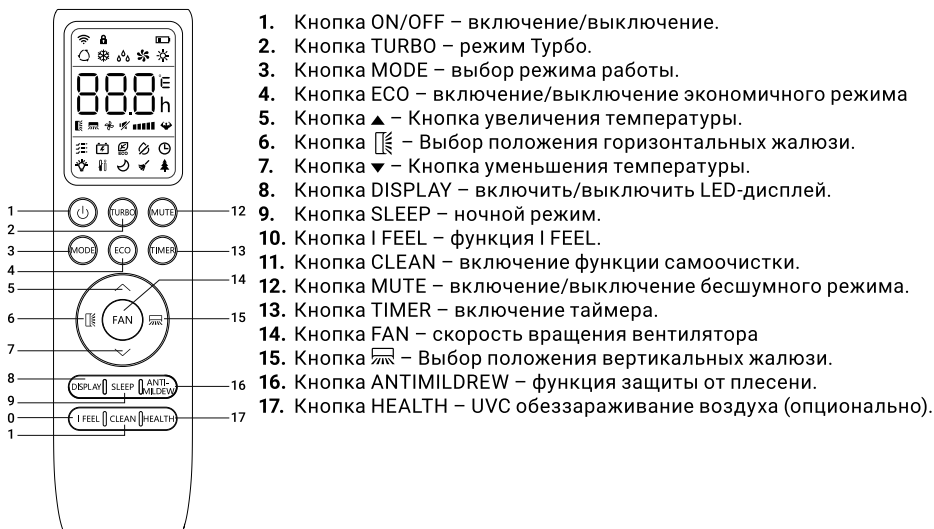 1. Кнопка ON/OFF – включение/выключение.
2. Кнопка TURBO – режим Турбо.
3. Кнопка MODE – выбор режима работы.
4. Кнопка ECO – включение/выключение экономичного режима
5. Кнопка ▲ – Кнопка увеличения температуры.
6. Кнопка – Выбор положения горизонтальных жалюзи.
7. Кнопка ▼ – Кнопка уменьшения температуры.
8. Кнопка DISPLAY – включить/выключить LED-дисплей.
9. Кнопка SLEEP – ночной режим.
10. Кнопка I FEEL – функция I FEEL.
11. Кнопка CLEAN – включение функции самоочистки.
12. Кнопка MUTE – включение/выключение бесшумного режима.
13. Кнопка TIMER – включение таймера.
14. Кнопка FAN – скорость вращения вентилятора
15. Кнопка – Выбор положения вертикальных жалюзи.
16. Кнопка ANTIMILDREW – функция защиты от плесени.
17. Кнопка HEALTH – UVC обеззараживание воздуха (опционально).
88.8 h
ECO
1 TURBO MUTE 12
2
3 MODE ECO TIMER 13
4
14
5
6 FAN 15
7
8 DISPLAY SLEEP ANTI-MILDEW 16
9
0 I FEEL CLEAN HEALTH 17
1